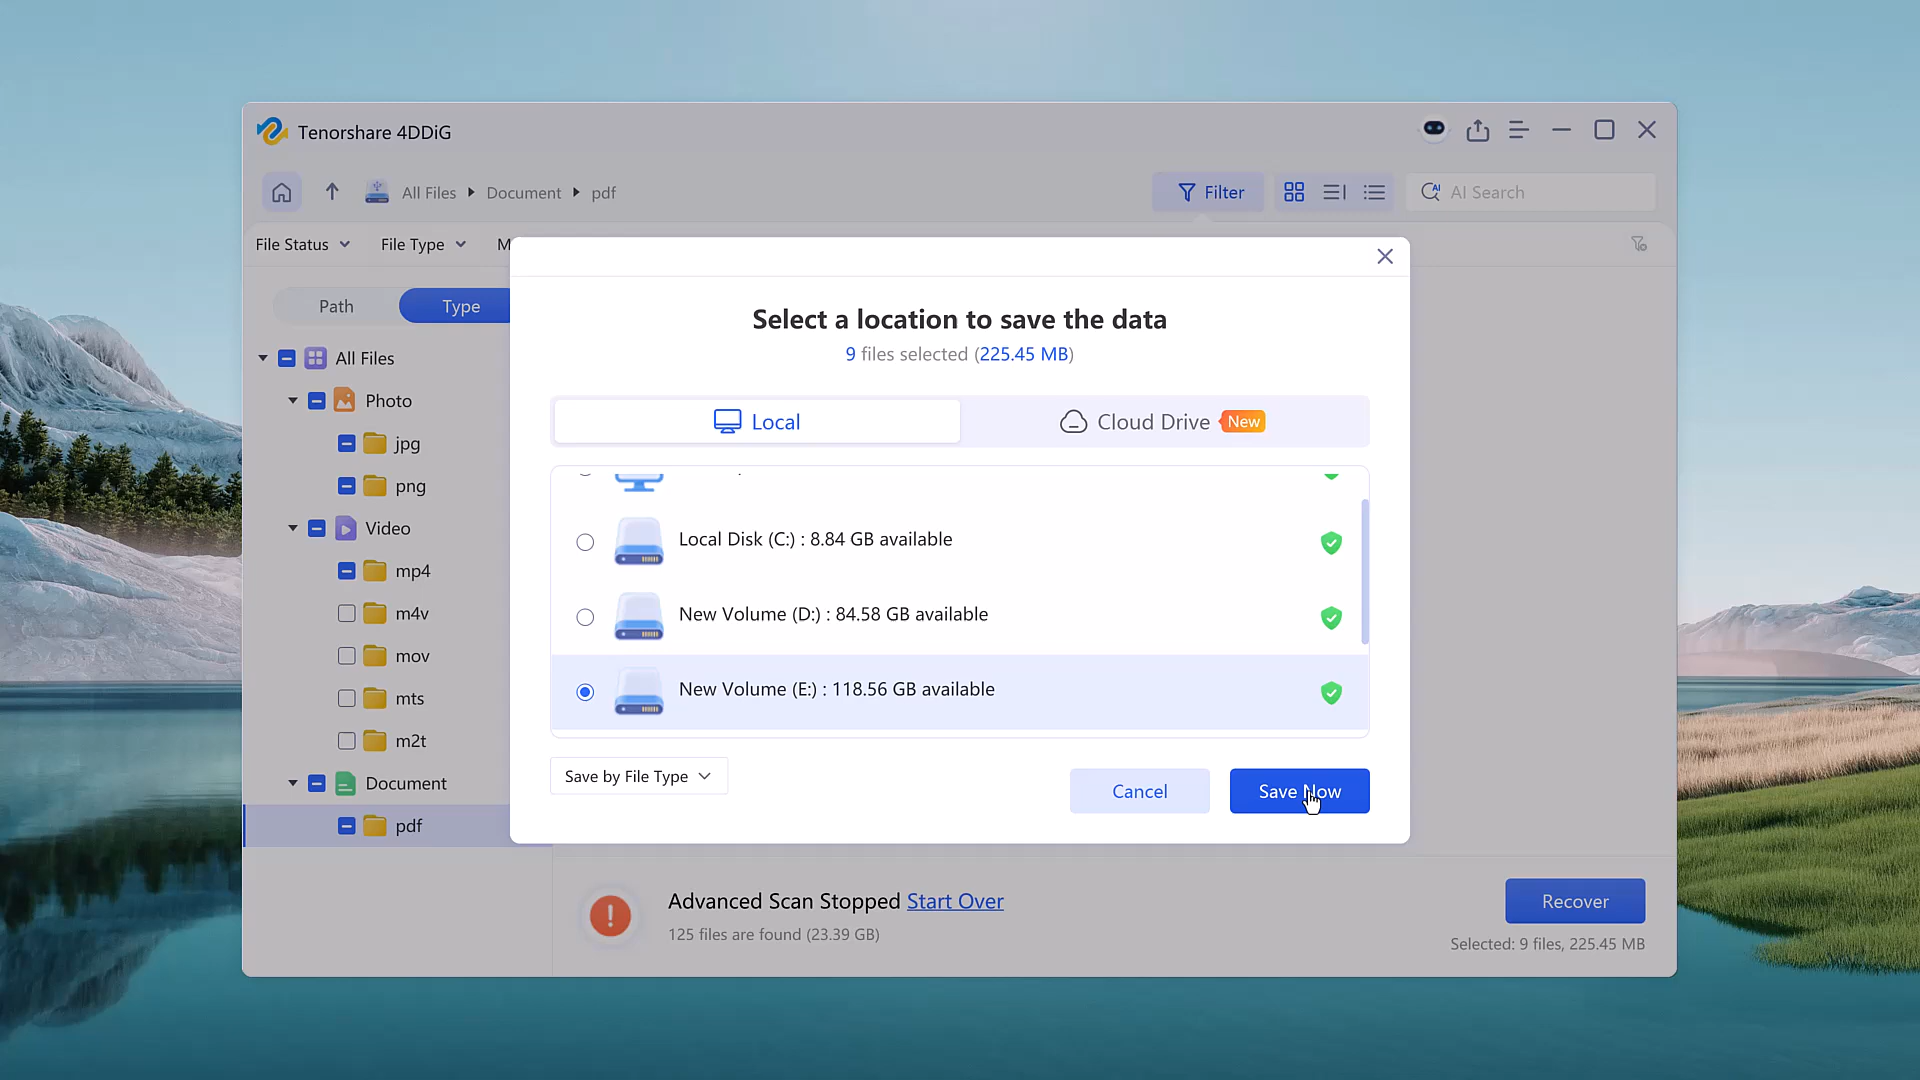 Tenorshare 4DDiG
All Files
Document
pdf
Filter
AI
AI Search
File Status
File Type
M
Path
Type
All Files
Photo
jpg
png
Video
mp4
m4v
mov
mts
m2t
Document
pdf
Select a location to save the data
9 files selected (225.45 MB)
Local
Cloud Drive
New
Local Disk (C:) : 8.84 GB available
New Volume (D:) : 84.58 GB available
New Volume (E:) : 118.56 GB available
Save by File Type
Cancel
Save Now
Advanced Scan Stopped Start Over
125 files are found (23.39 GB)
Recover
Selected: 9 files, 225.45 MB